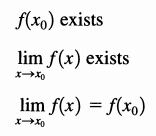 f(x₀) exists
lim f(x) exists
x→x₀
lim f(x) = f(x₀)
x→x₀